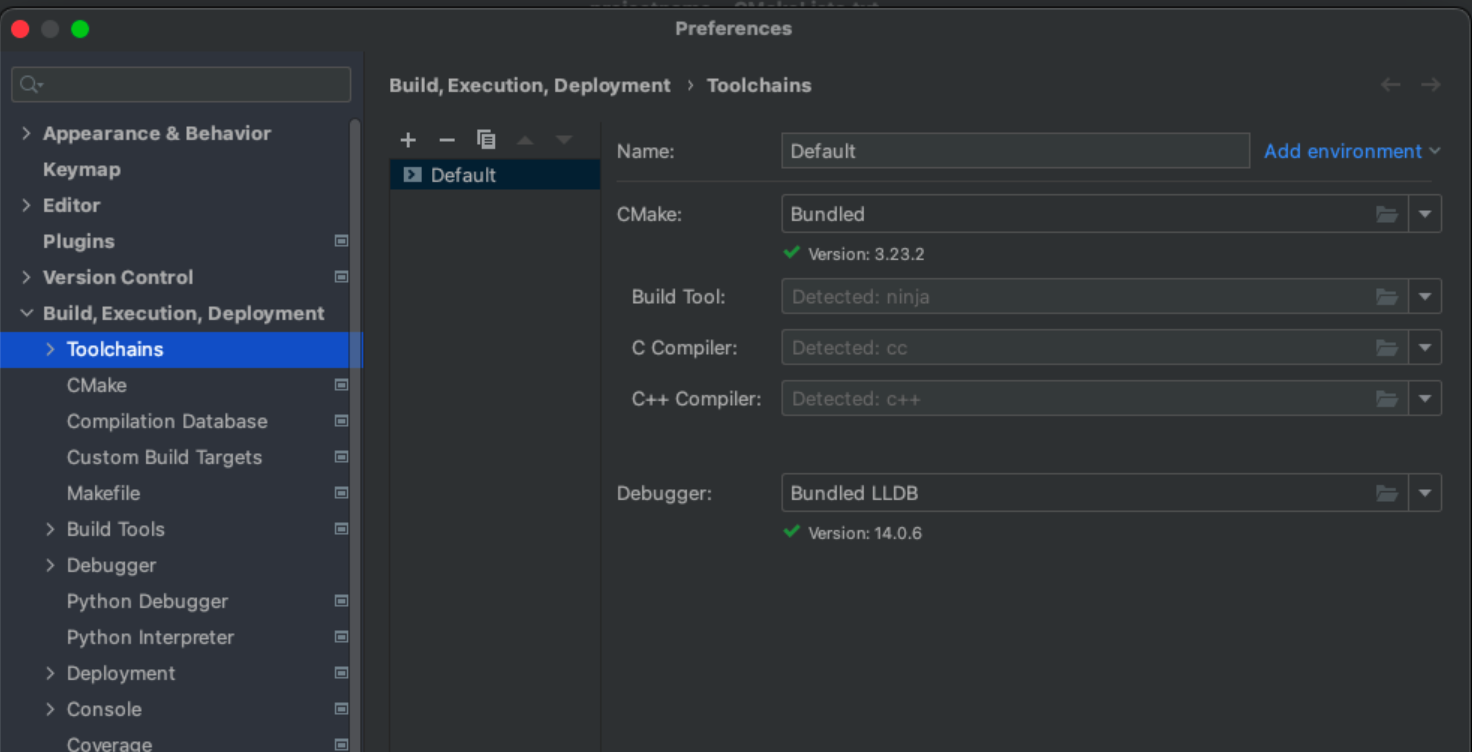 Preferences
Build, Execution, Deployment › Toolchains
Appearance & Behavior
Keymap
Editor
Plugins
Version Control
Build, Execution, Deployment
Toolchains
CMake
Compilation Database
Custom Build Targets
Makefile
Build Tools
Debugger
Python Debugger
Python Interpreter
Deployment
Console
Coverage
Default
Name: Default Add environment
CMake: Bundled
Version: 3.23.2
Build Tool: Detected: ninja
C Compiler: Detected: cc
C++ Compiler: Detected: c++
Debugger: Bundled LLDB
Version: 14.0.6